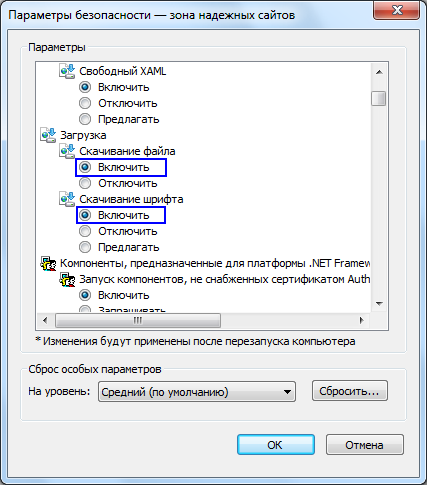 Параметры безопасности — зона надежных сайтов
Параметры
Свободный XAML
Включить
Отключить
Предлагать
Загрузка
Скачивание файла
Включить
Отключить
Скачивание шрифта
Включить
Отключить
Предлагать
Компоненты, предназначенные для платформы .NET Framew
Запуск компонентов, не снабженных сертификатом Auth
Включить
Запрашивать
* Изменения будут применены после перезапуска компьютера
Сброс особых параметров
На уровень: Средний (по умолчанию) Сбросить...
ОК Отмена